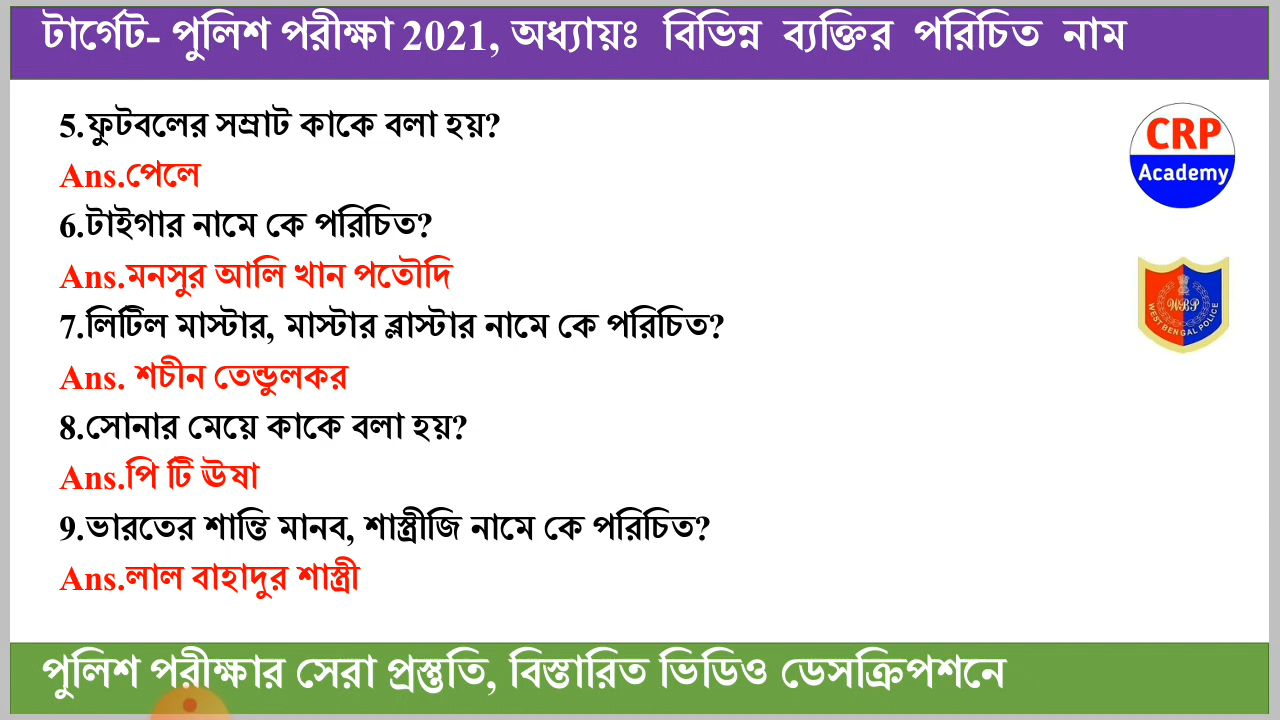 টার্গেট- পুলিশ পরীক্ষা 2021, অধ্যায়ঃ বিভিন্ন ব্যক্তির পরিচিত নাম
5.ফুটবলের সম্রাট কাকে বলা হয়?
Ans.পেলে
6.টাইগার নামে কে পরিচিত?
Ans.মনসুর আলি খান পতৌদি
7.লিটিল মাস্টার, মাস্টার ব্লাস্টার নামে কে পরিচিত?
Ans. শচীন তেন্ডুলকর
8.সোনার মেয়ে কাকে বলা হয়?
Ans.পি টি ঊষা
9.ভারতের শান্তি মানব, শাস্ত্রীজি নামে কে পরিচিত?
Ans.লাল বাহাদুর শাস্ত্রী
CRP
Academy
WBP
WEST BENGAL POLICE
পুলিশ পরীক্ষার সেরা প্রস্তুতি, বিস্তারিত ভিডিও ডেসক্রিপশনে